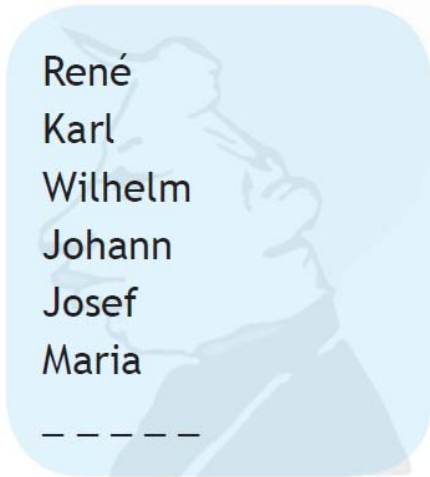 René
Karl
Wilhelm
Johann
Josef
Maria
_ _ _ _ _